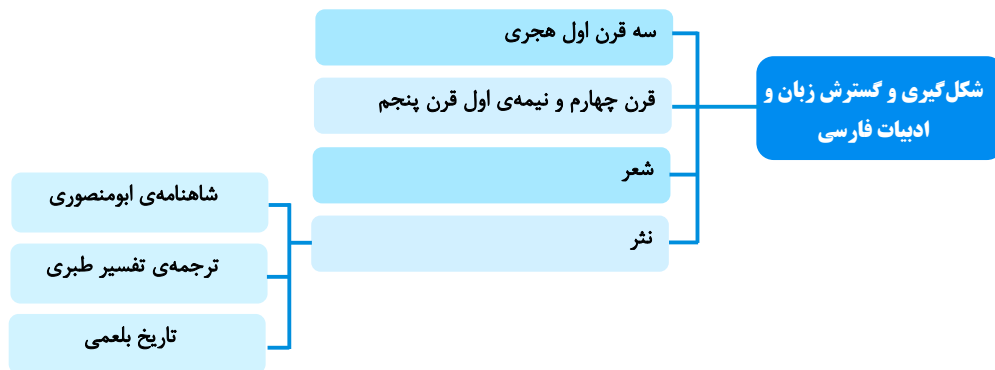 شکل‌گیری و گسترش زبان و
ادبیات فارسی
سه قرن اول هجری
قرن چهارم و نیمه‌ی اول قرن پنجم
شعر
نثر
شاهنامه‌ی ابومنصوری
ترجمه‌ی تفسیر طبری
تاریخ بلعمی